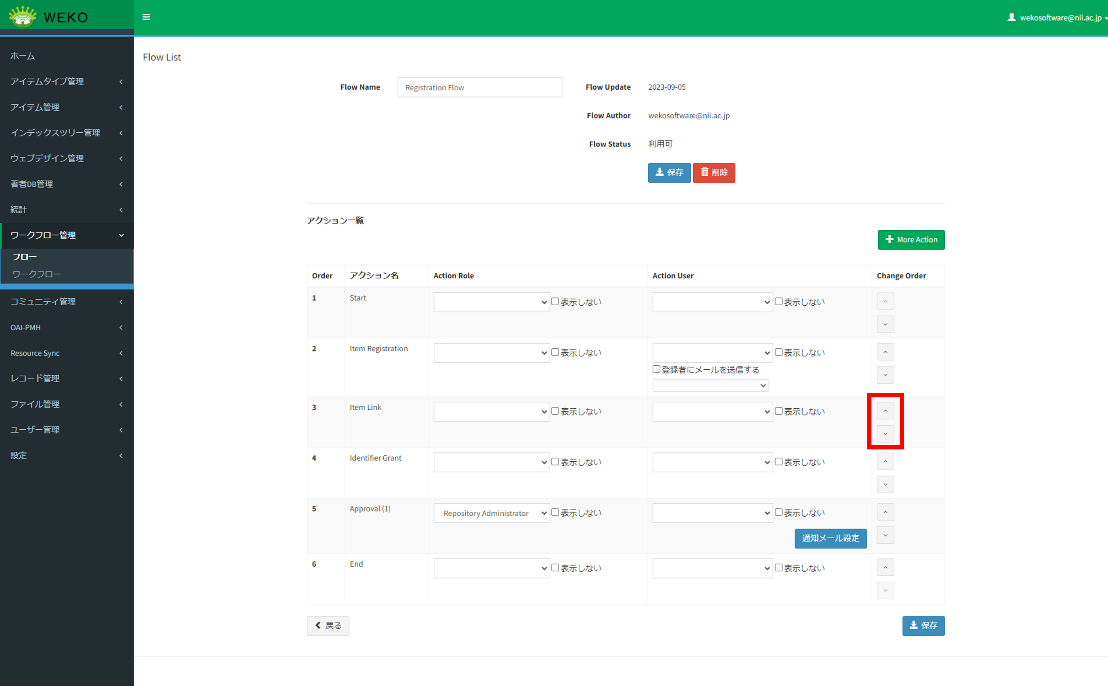 WEKO
wekosoftware@nii.ac.jp
ホーム
アイテムタイプ管理
アイテム管理
インデックスツリー管理
ウェブデザイン管理
著者DB管理
統計
ワークフロー管理
フロー
ワークフロー
コミュニティ管理
OAI-PMH
Resource Sync
レコード管理
ファイル管理
ユーザー管理
設定
Flow List
Flow Name Registration Flow Flow Update 2023-09-05
Flow Author wekosoftware@nii.ac.jp
Flow Status 利用可
保存 削除
アクション一覧
More Action
Order アクション名 Action Role Action User Change Order
1 Start 表示しない 表示しない
2 Item Registration 表示しない 表示しない
登録者にメールを送信する
3 Item Link 表示しない 表示しない
4 Identifier Grant 表示しない 表示しない
5 Approval (1) Repository Administrator 表示しない 表示しない
通知メール設定
6 End 表示しない 表示しない
戻る 保存